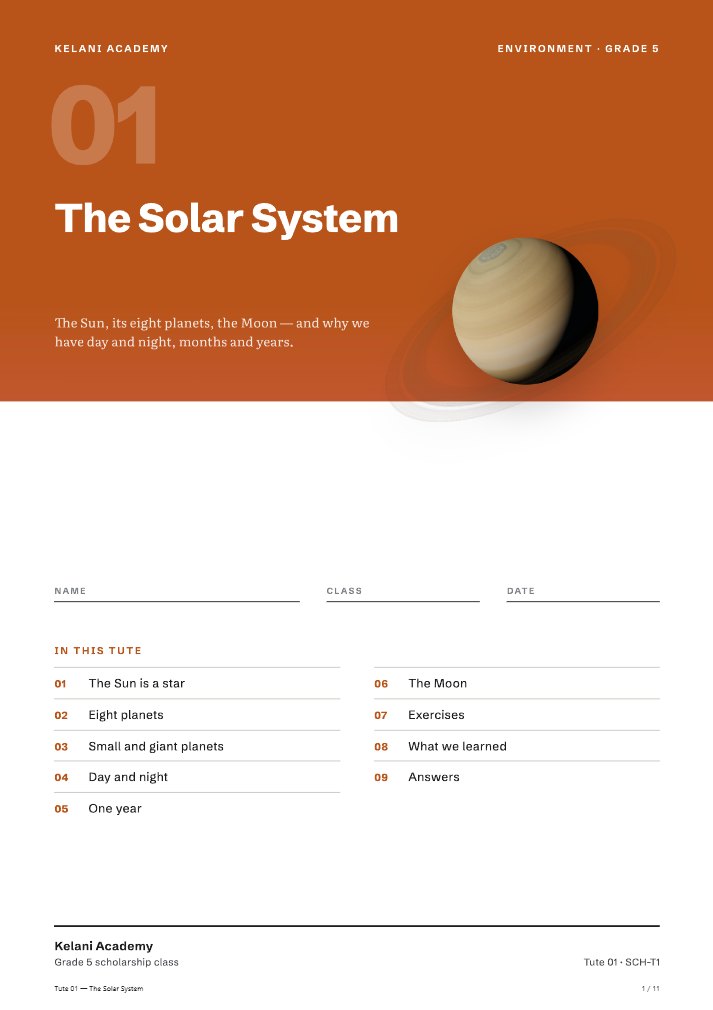 KELANI ACADEMY
ENVIRONMENT · GRADE 5
01
The Solar System
The Sun, its eight planets, the Moon — and why we
have day and night, months and years.
NAME
CLASS
DATE
IN THIS TUTE
01 The Sun is a star
02 Eight planets
03 Small and giant planets
04 Day and night
05 One year
06 The Moon
07 Exercises
08 What we learned
09 Answers
Kelani Academy
Grade 5 scholarship class
Tute 01 · SCH-T1
Tute 01 — The Solar System
1 / 11